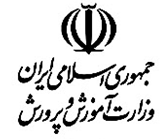 جمهوری اسلامی ایران
وزارت آموزش و پرورش